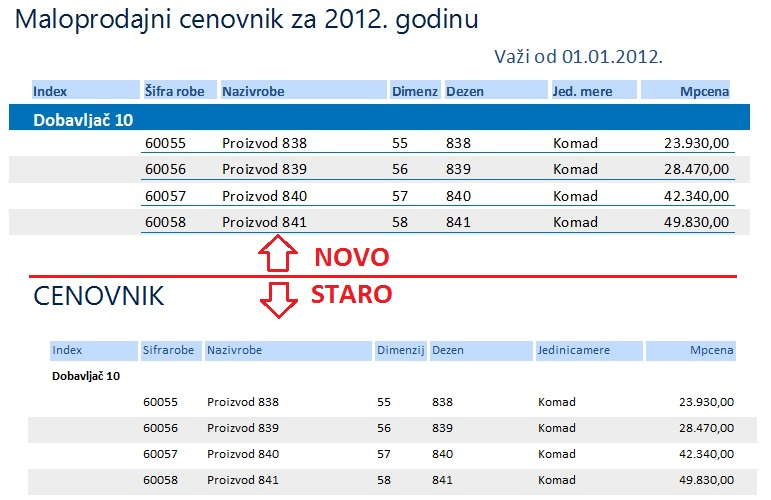 Maloprodajni cenovnik za 2012. godinu
Važi od 01.01.2012.
Index Šifra robe Nazivrobe Dimenz Dezen Jed. mere Mpcena
Dobavljač 10
60055 Proizvod 838 55 838 Komad 23.930,00
60056 Proizvod 839 56 839 Komad 28.470,00
60057 Proizvod 840 57 840 Komad 42.340,00
60058 Proizvod 841 58 841 Komad 49.830,00
NOVO
CENOVNIK STARO
Index Sifrarobe Nazivrobe Dimenzij Dezen Jedinicamere Mpcena
Dobavljač 10
60055 Proizvod 838 55 838 Komad 23.930,00
60056 Proizvod 839 56 839 Komad 28.470,00
60057 Proizvod 840 57 840 Komad 42.340,00
60058 Proizvod 841 58 841 Komad 49.830,00